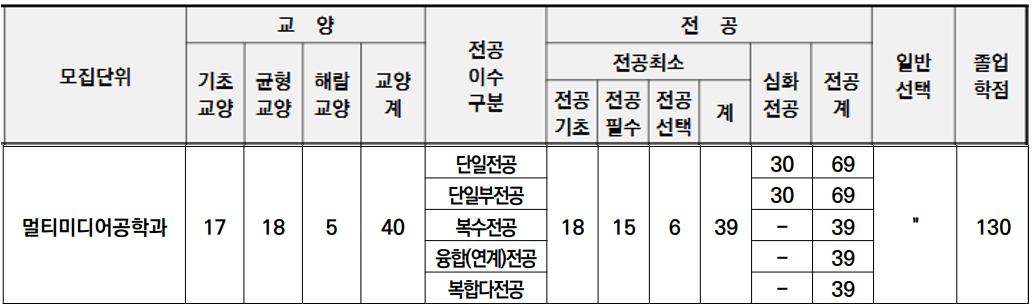 모집단위 교 양 전공 이수 구분 전 공 일반 선택 졸업 학점
기초 교양 균형 교양 해람 교양 교양 계 전공최소 심화 전공 전공 계
전공 기초 전공 필수 전공 선택 계
멀티미디어공학과 17 18 5 40 단일전공 18 15 6 39 30 69 " 130
단일부전공 30 69
복수전공 - 39
융합(연계)전공 - 39
복합다전공 - 39